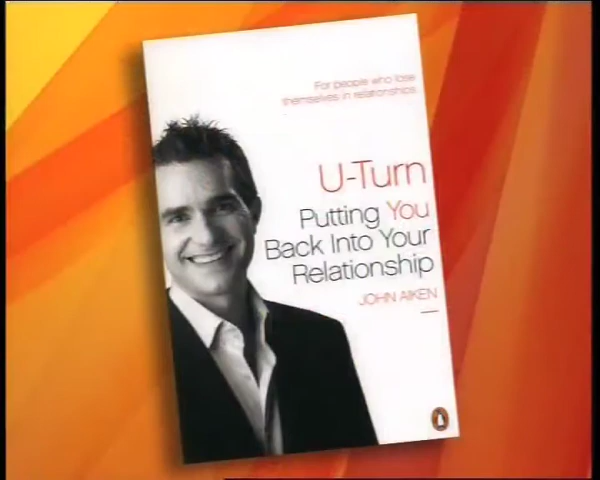 For people who lose
themselves in relationships
U-Turn
Putting You
Back Into Your
Relationship
JOHN AIKEN